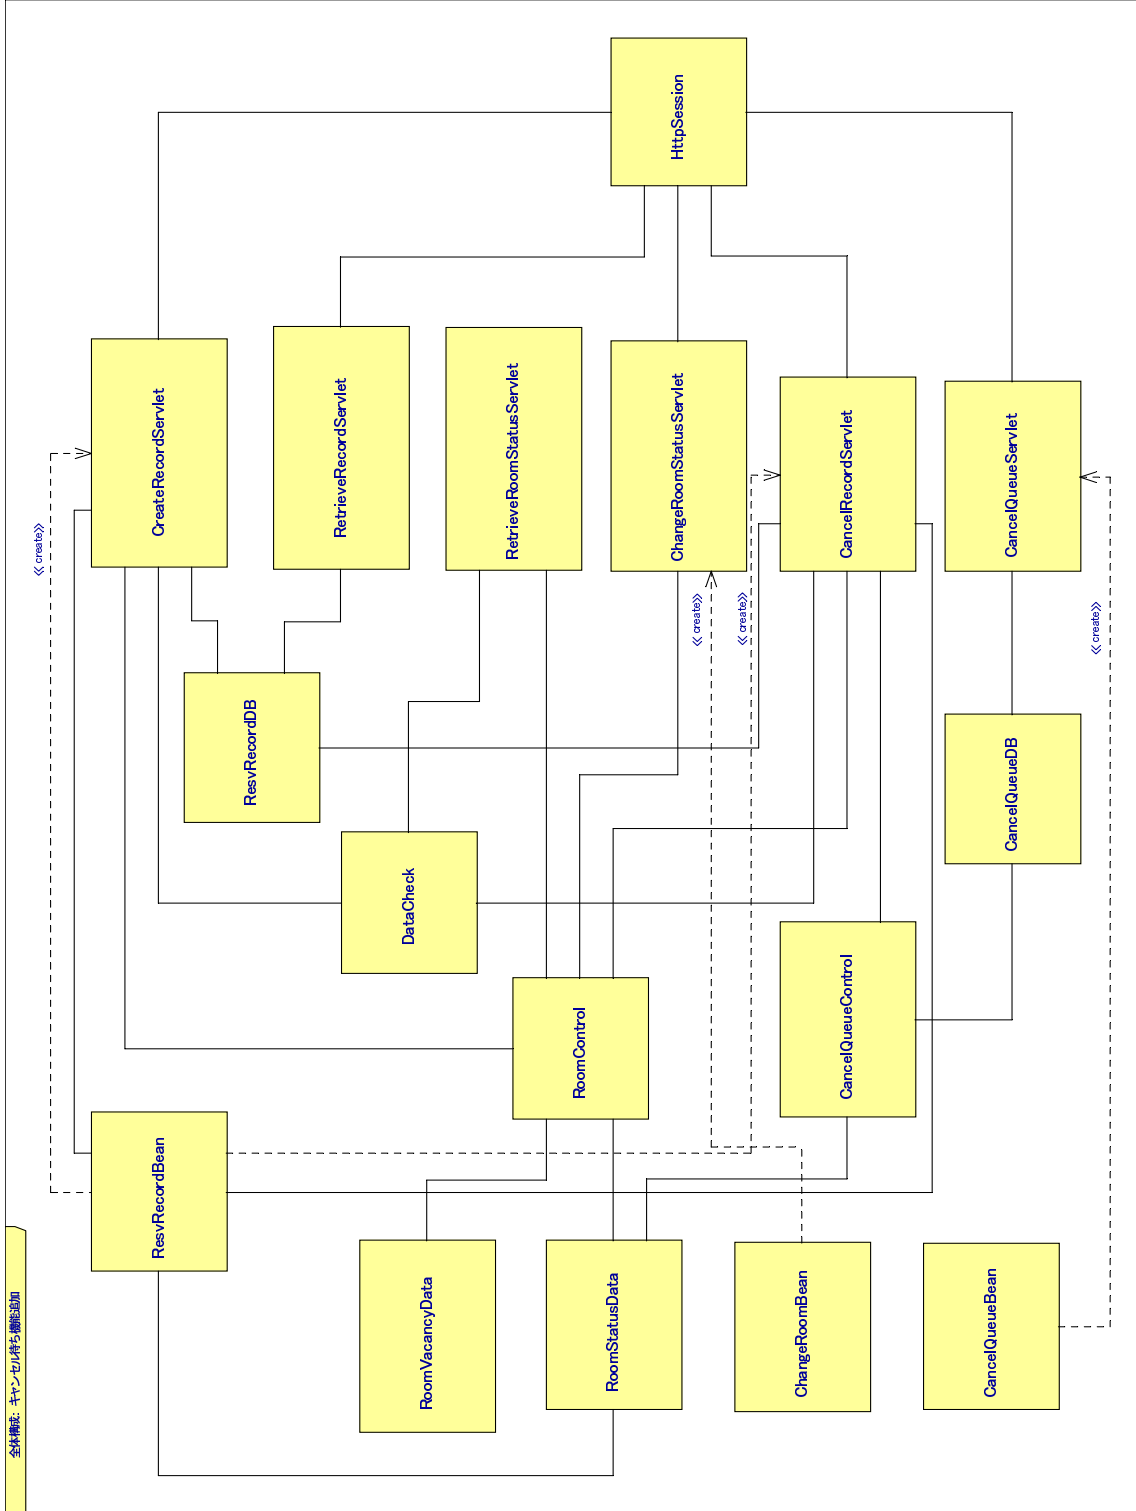 全体構成: キャンセル待ち機能追加
ResvRecordBean
RoomVacancyData
RoomStatusData
ChangeRoomBean
CancelQueueBean
RoomControl
CancelQueueControl
DataCheck
ResvRecordDB
CancelQueueDB
<< create>>
<< create>>
<< create>>
<< create>>
CreateRecordServlet
RetrieveRecordServlet
RetrieveRoomStatusServlet
ChangeRoomStatusServlet
CancelRecordServlet
CancelQueueServlet
HttpSession